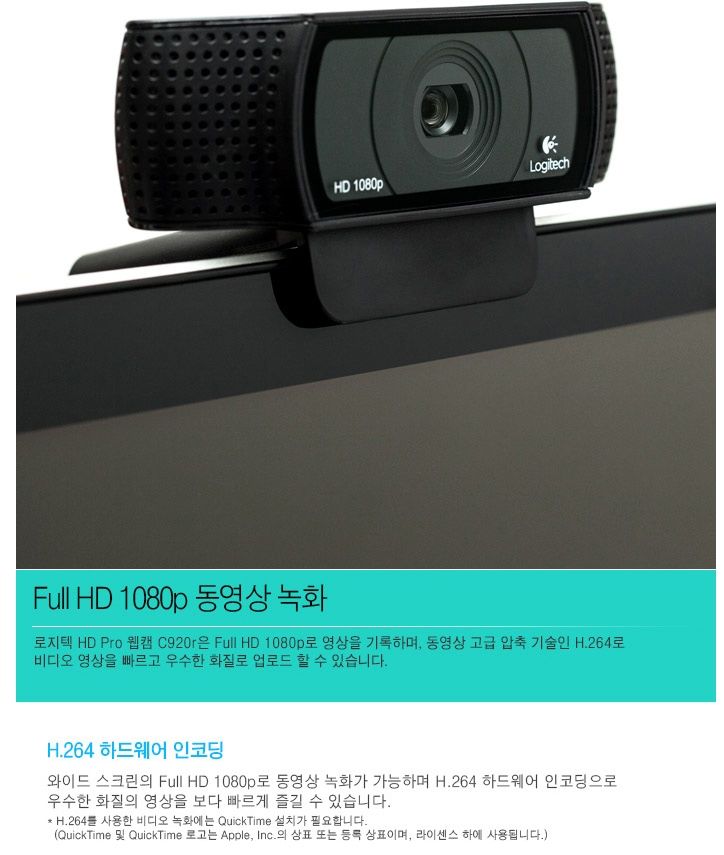 HD 1080p
Logitech
Full HD 1080p 동영상 녹화
로지텍 HD Pro 웹캠 C920r은 Full HD 1080p로 영상을 기록하며, 동영상 고급 압축 기술인 H.264로
비디오 영상을 빠르고 우수한 화질로 업로드 할 수 있습니다.
H.264 하드웨어 인코딩
와이드 스크린의 Full HD 1080p로 동영상 녹화가 가능하며 H.264 하드웨어 인코딩으로
우수한 화질의 영상을 보다 빠르게 즐길 수 있습니다.
* H.264를 사용한 비디오 녹화에는 QuickTime 설치가 필요합니다.
(QuickTime 및 QuickTime 로고는 Apple, Inc.의 상표 또는 등록 상표이며, 라이센스 하에 사용됩니다.)